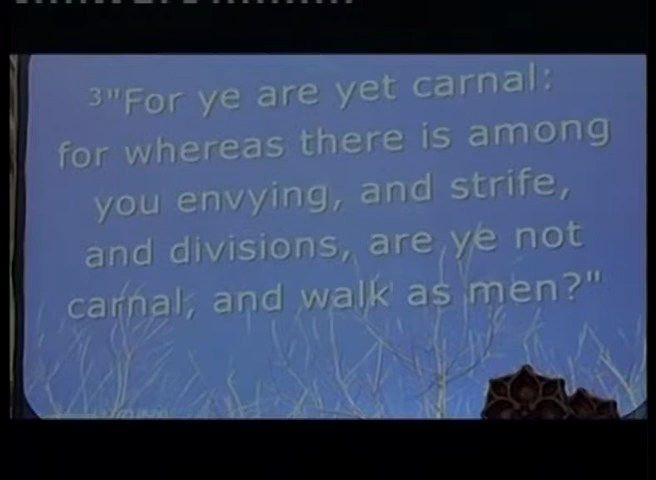 ³"For ye are yet carnal:
for whereas there is among
you envying, and strife,
and divisions, are ye not
carnal, and walk as men?"